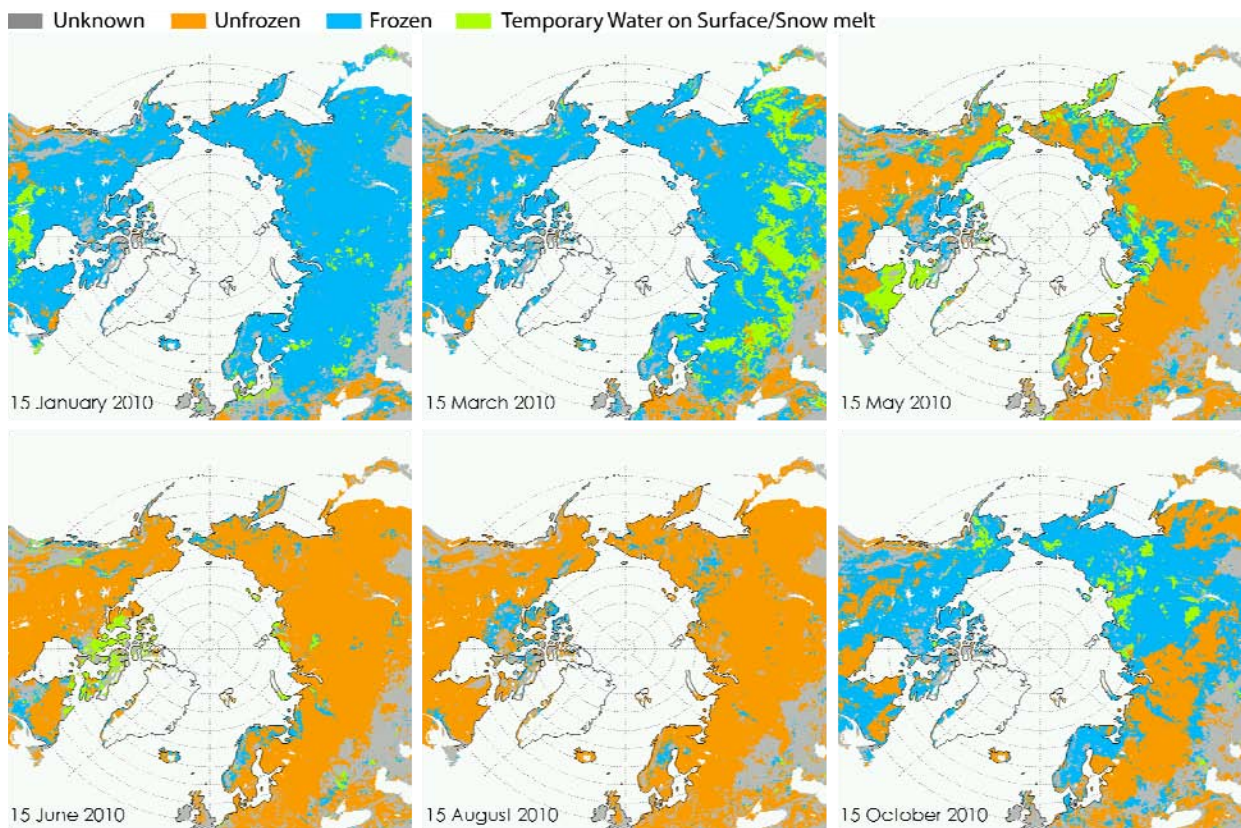 Unknown Unfrozen Frozen Temporary Water on Surface/Snow melt
15 January 2010 15 March 2010 15 May 2010
15 June 2010 15 August 2010 15 October 2010